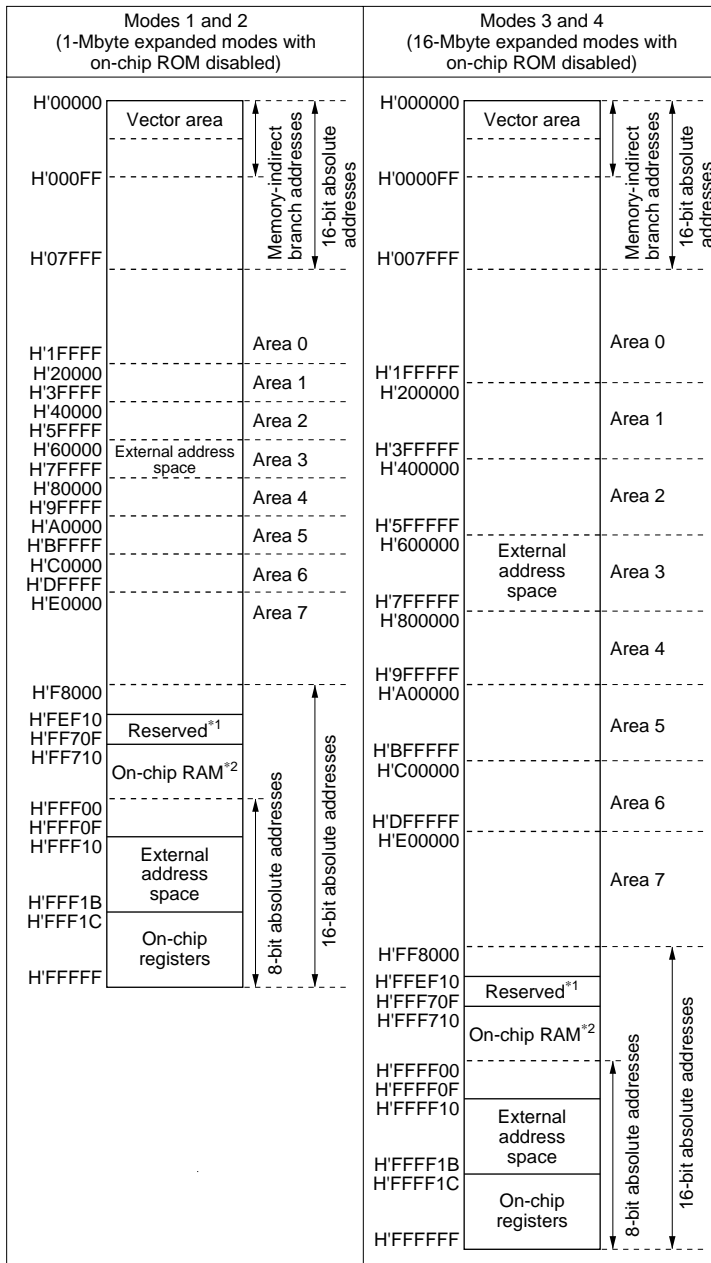 Modes 1 and 2
(1-Mbyte expanded modes with
on-chip ROM disabled)
H'00000
Vector area
H'000FF
H'07FFF
Memory-indirect
branch addresses
16-bit absolute
addresses
H'1FFFF
Area 0
H'20000
H'3FFFF
Area 1
H'40000
H'5FFFF
Area 2
H'60000
H'7FFFF
External address
space
Area 3
H'80000
H'9FFFF
Area 4
H'A0000
H'BFFFF
Area 5
H'C0000
H'DFFFF
Area 6
H'E0000
Area 7
H'F8000
H'FEF10
H'FF70F
Reserved*1
H'FF710
On-chip RAM*2
H'FFF00
H'FFF0F
H'FFF10
External
address
space
H'FFF1B
H'FFF1C
On-chip
registers
H'FFFFF
8-bit absolute addresses
16-bit absolute addresses
Modes 3 and 4
(16-Mbyte expanded modes with
on-chip ROM disabled)
H'000000
Vector area
H'0000FF
H'007FFF
Memory-indirect
branch addresses
16-bit absolute
addresses
Area 0
H'1FFFFF
H'200000
Area 1
H'3FFFFF
H'400000
Area 2
H'5FFFFF
H'600000
External
address
space
Area 3
H'7FFFFF
H'800000
Area 4
H'9FFFFF
H'A00000
Area 5
H'BFFFFF
H'C00000
Area 6
H'DFFFFF
H'E00000
Area 7
H'FF8000
H'FFEF10
H'FFF70F
Reserved*1
H'FFF710
On-chip RAM*2
H'FFFF00
H'FFFF0F
H'FFFF10
External
address
space
H'FFFF1B
H'FFFF1C
On-chip
registers
H'FFFFFF
8-bit absolute addresses
16-bit absolute addresses